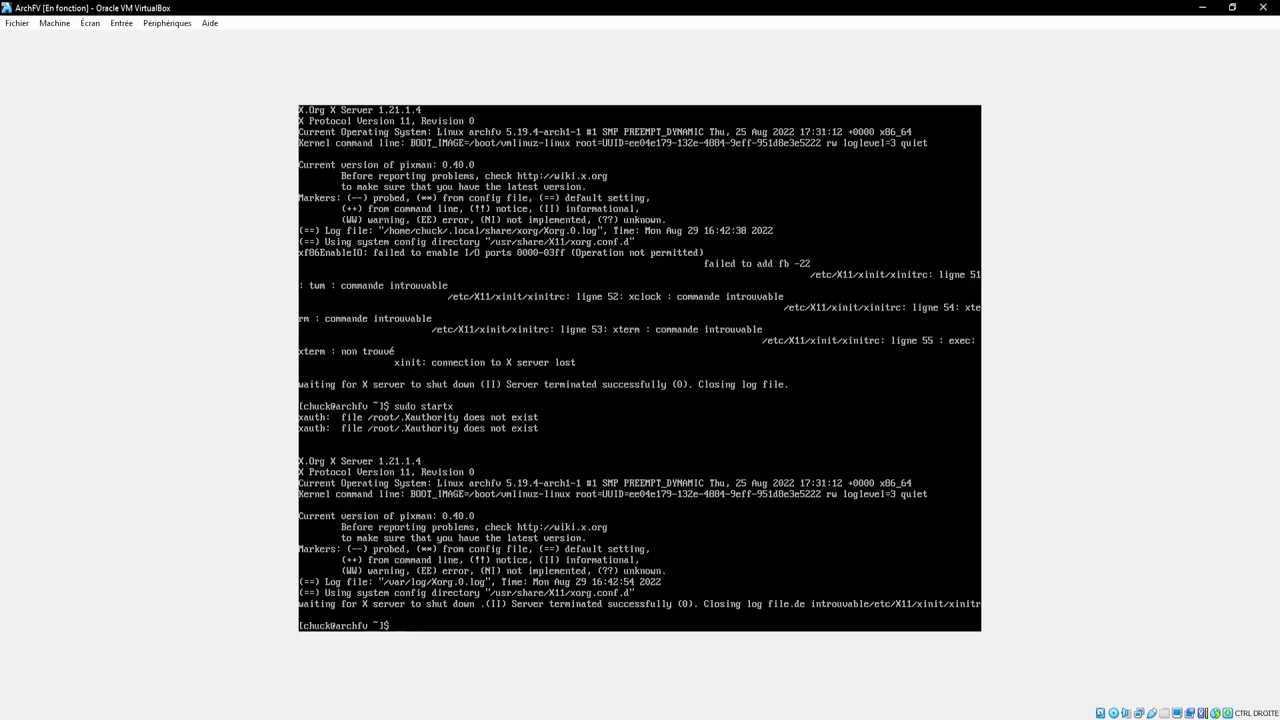 ArchFV [En fonction] - Oracle VM VirtualBox
Fichier Machine Écran Entrée Périphériques Aide
X.Org X Server 1.21.1.4
X Protocol Version 11, Revision 0
Current Operating System: Linux archfv 5.19.4-arch1-1 #1 SMP PREEMPT_DYNAMIC Thu, 25 Aug 2022 17:31:12 +0000 x86_64
Kernel command line: BOOT_IMAGE=/boot/vmlinuz-linux root=UUID=ee04e179-132e-4884-9eff-951d8e3e5222 rw loglevel=3 quiet
Current version of pixman: 0.40.0
Before reporting problems, check http://wiki.x.org
to make sure that you have the latest version.
Markers: (--) probed, (**) from config file, (==) default setting,
(++) from command line, (!!) notice, (II) informational,
(WW) warning, (EE) error, (NI) not implemented, (??) unknown.
(==) Log file: "/home/chuck/.local/share/xorg/Xorg.0.log", Time: Mon Aug 29 16:42:38 2022
(==) Using system config directory "/usr/share/X11/xorg.conf.d"
xf86EnableIO: failed to enable I/O ports 0000-03ff (Operation not permitted)
failed to add fb -22
/etc/X11/xinit/xinitrc: ligne 51
: twm : commande introuvable
/etc/X11/xinit/xinitrc: ligne 52: xclock : commande introuvable
/etc/X11/xinit/xinitrc: ligne 54: xte
rm : commande introuvable
/etc/X11/xinit/xinitrc: ligne 53: xterm : commande introuvable
/etc/X11/xinit/xinitrc: ligne 55 : exec:
xterm : non trouvé
xinit: connection to X server lost
waiting for X server to shut down (II) Server terminated successfully (0). Closing log file.
[chuck@archfv ~]$ sudo startx
xauth:  file /root/.Xauthority does not exist
xauth:  file /root/.Xauthority does not exist
X.Org X Server 1.21.1.4
X Protocol Version 11, Revision 0
Current Operating System: Linux archfv 5.19.4-arch1-1 #1 SMP PREEMPT_DYNAMIC Thu, 25 Aug 2022 17:31:12 +0000 x86_64
Kernel command line: BOOT_IMAGE=/boot/vmlinuz-linux root=UUID=ee04e179-132e-4884-9eff-951d8e3e5222 rw loglevel=3 quiet
Current version of pixman: 0.40.0
Before reporting problems, check http://wiki.x.org
to make sure that you have the latest version.
Markers: (--) probed, (**) from config file, (==) default setting,
(++) from command line, (!!) notice, (II) informational,
(WW) warning, (EE) error, (NI) not implemented, (??) unknown.
(==) Log file: "/var/log/Xorg.0.log", Time: Mon Aug 29 16:42:54 2022
(==) Using system config directory "/usr/share/X11/xorg.conf.d"
waiting for X server to shut down .(II) Server terminated successfully (0). Closing log file.de introuvable/etc/X11/xinit/xinitr
[chuck@archfv ~]$
CTRL DROITE